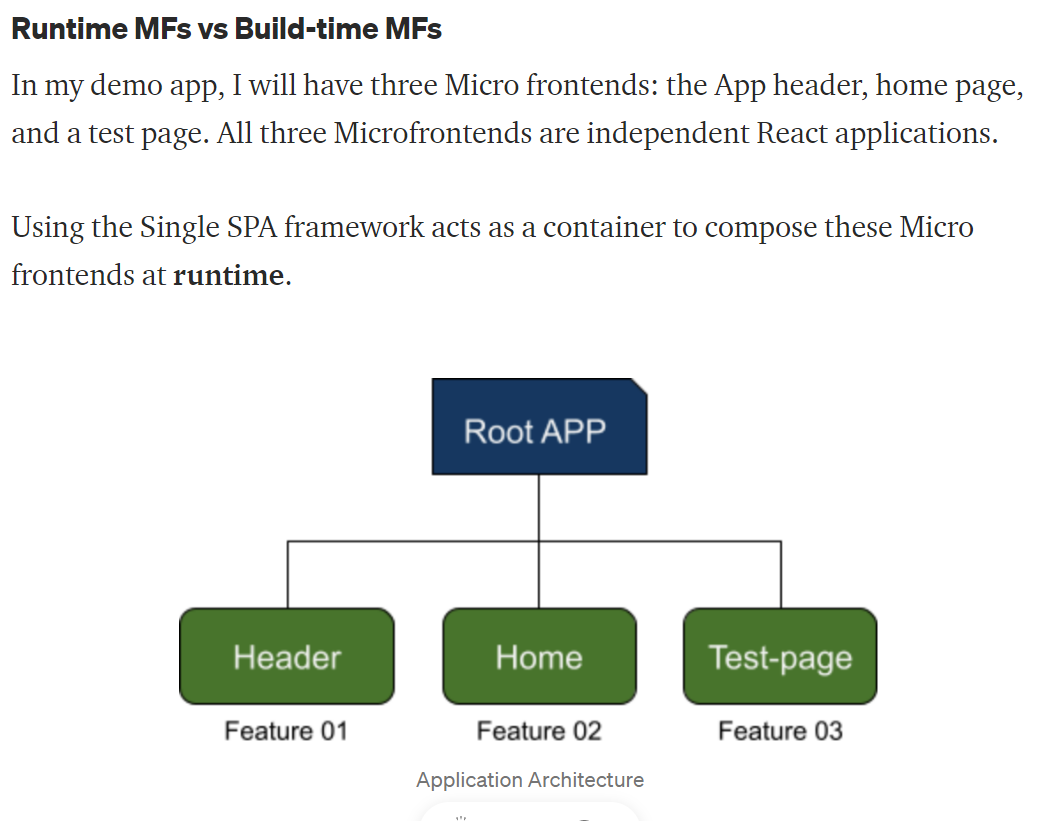 Runtime MFs vs Build-time MFs
In my demo app, I will have three Micro frontends: the App header, home page,
and a test page. All three Microfrontends are independent React applications.
Using the Single SPA framework acts as a container to compose these Micro
frontends at runtime.
Root APP
Header
Home
Test-page
Feature 01
Feature 02
Feature 03
Application Architecture